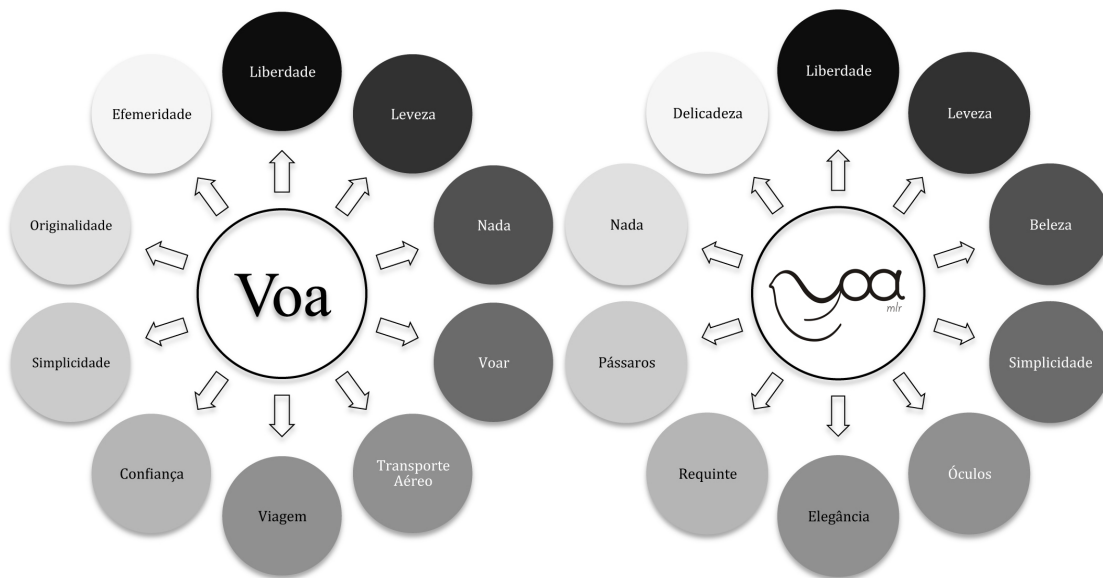 Voa
Liberdade
Leveza
Nada
Voar
Transporte
Aéreo
Viagem
Confiança
Simplicidade
Originalidade
Efemeridade
voa
mlr
Liberdade
Leveza
Beleza
Simplicidade
Óculos
Elegância
Requinte
Pássaros
Nada
Delicadeza